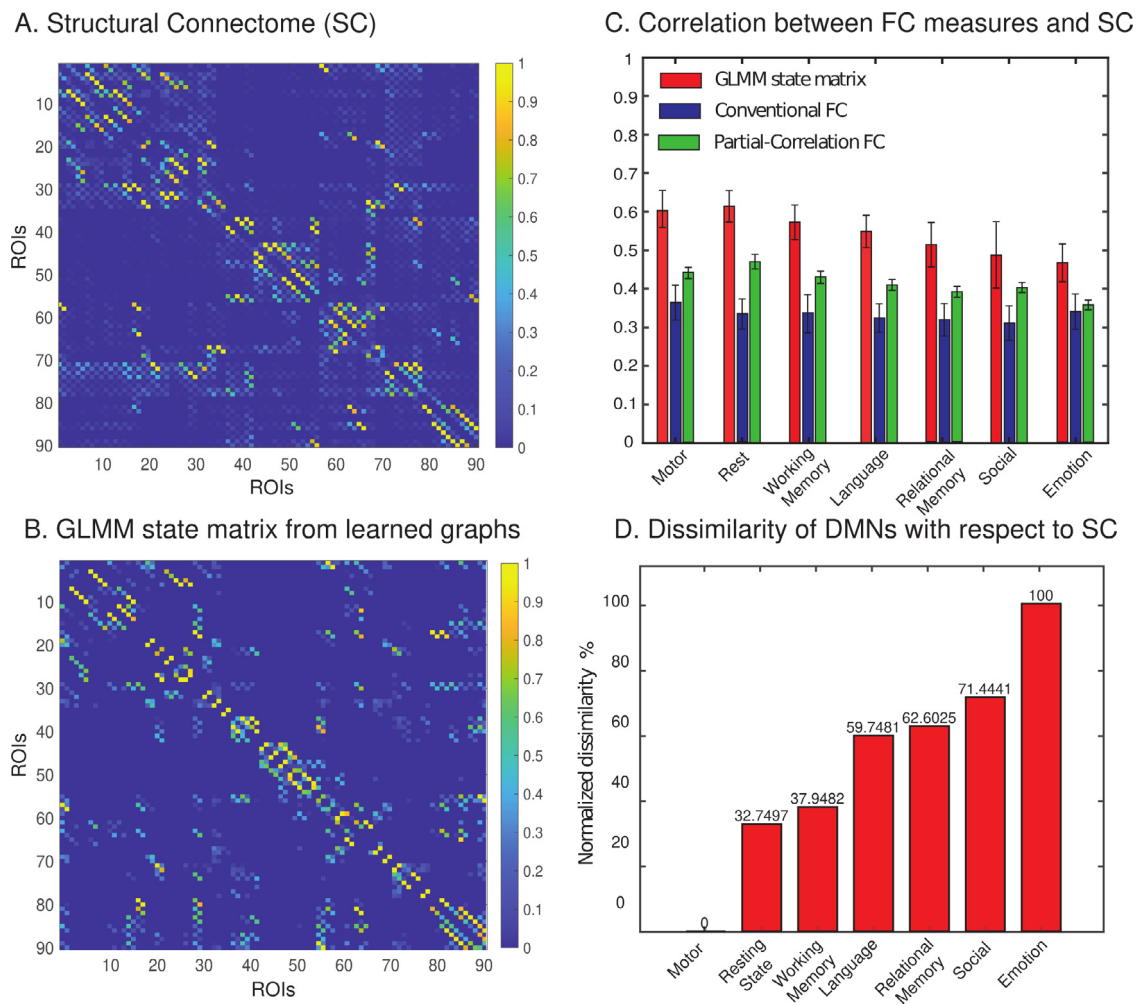 A. Structural Connectome (SC)
10
20
30
40
50
60
70
80
90
ROIs
10 20 30 40 50 60 70 80 90
ROIs
1
0.9
0.8
0.7
0.6
0.5
0.4
0.3
0.2
0.1
0
C. Correlation between FC measures and SC
1
0.9
0.8
0.7
0.6
0.5
0.4
0.3
0.2
0.1
0
GLMM state matrix
Conventional FC
Partial-Correlation FC
Motor
Rest
Working
Memory
Language
Relational
Memory
Social
Emotion
B. GLMM state matrix from learned graphs
10
20
30
40
50
60
70
80
90
ROIs
10 20 30 40 50 60 70 80 90
ROIs
1
0.9
0.8
0.7
0.6
0.5
0.4
0.3
0.2
0.1
0
D. Dissimilarity of DMNs with respect to SC
Normalized dissimilarity %
100
80
60
40
20
0
0
32.7497
37.9482
59.7481
62.6025
71.4441
100
Motor
Resting
State
Working
Memory
Language
Relational
Memory
Social
Emotion